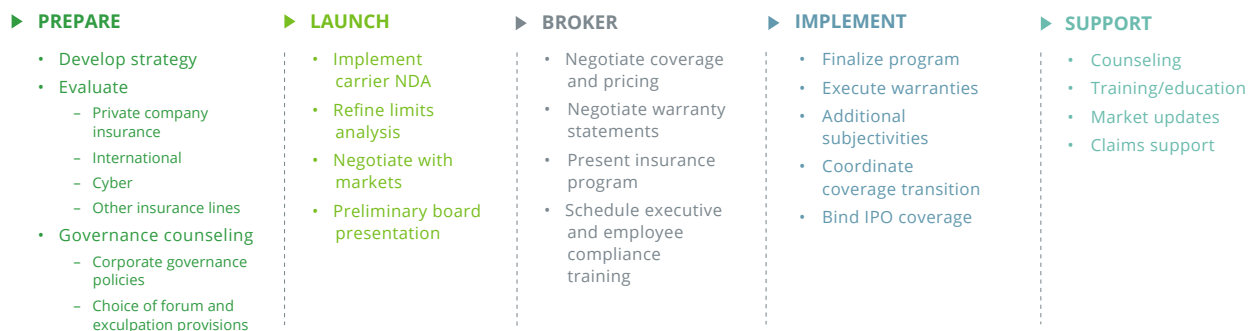 PREPARE
• Develop strategy
• Evaluate
– Private company
insurance
– International
– Cyber
– Other insurance lines
• Governance counseling
– Corporate governance
policies
– Choice of forum and
exculpation provisions
LAUNCH
• Implement
carrier NDA
• Refine limits
analysis
• Negotiate with
markets
• Preliminary board
presentation
BROKER
• Negotiate coverage
and pricing
• Negotiate warranty
statements
• Present insurance
program
• Schedule executive
and employee
compliance
training
IMPLEMENT
• Finalize program
• Execute warranties
• Additional
subjectivities
• Coordinate
coverage transition
• Bind IPO coverage
SUPPORT
• Counseling
• Training/education
• Market updates
• Claims support